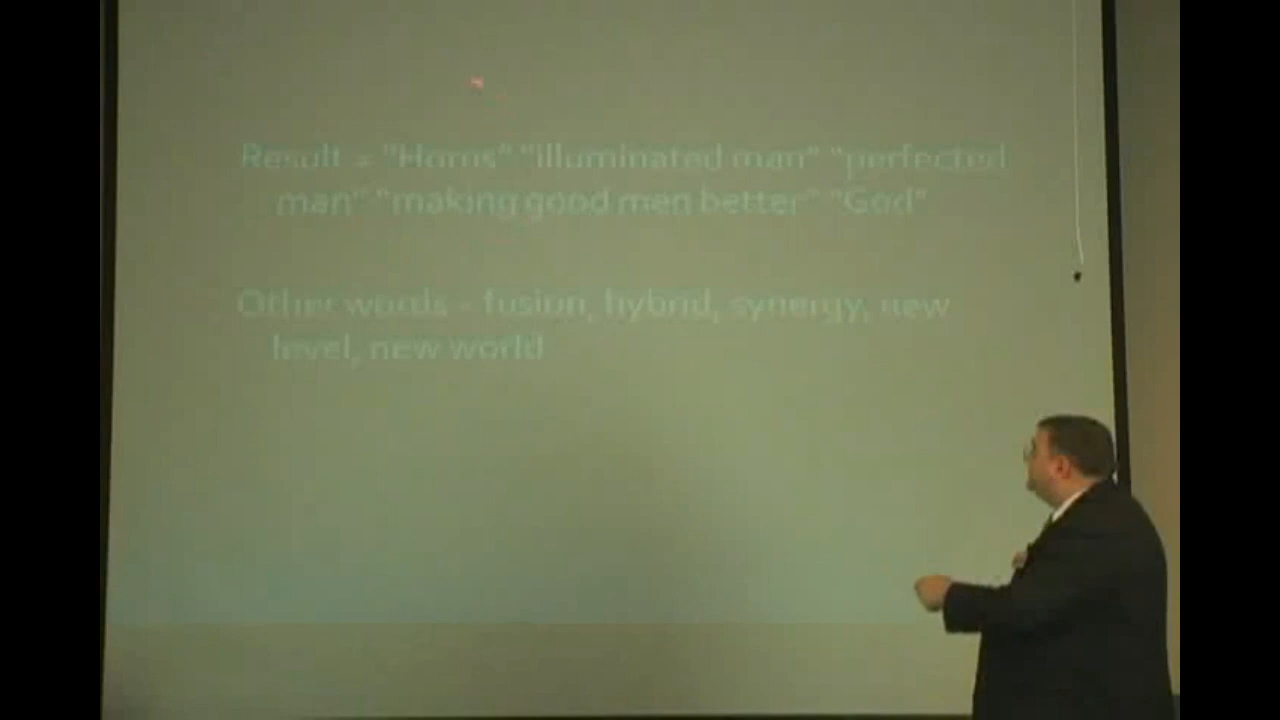 Result = "Horus" "illuminated man" "perfected
man" "making good men better" "God"
Other words - fusion, hybrid, synergy, new
level, new world